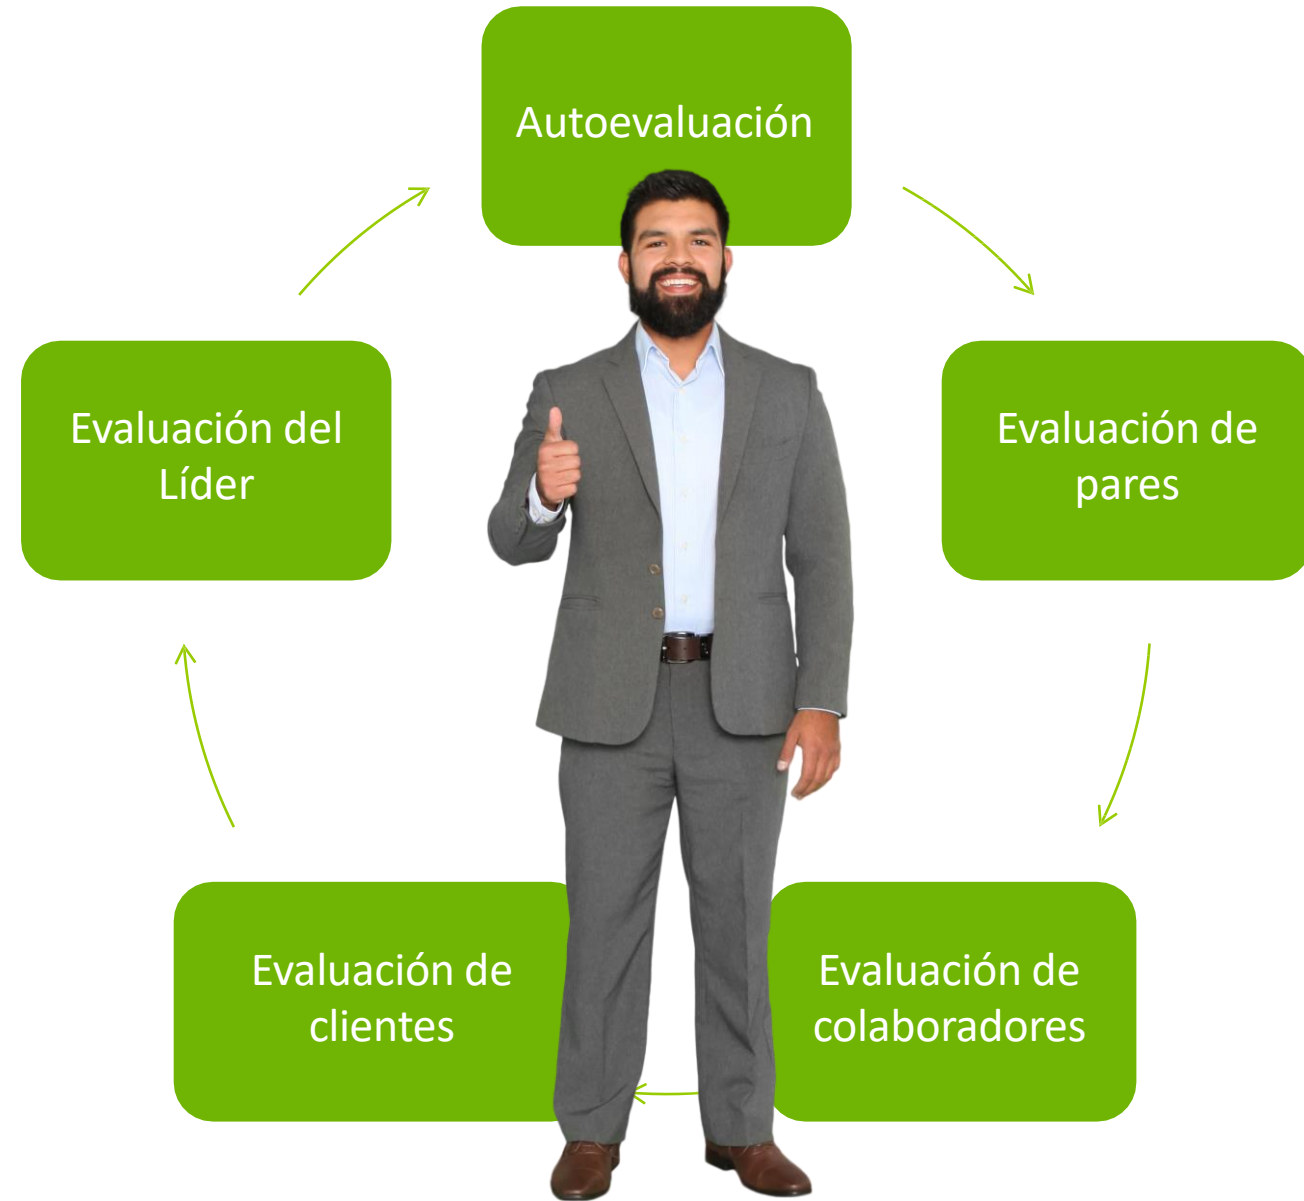 Autoevaluación
Evaluación del
Líder
Evaluación de
pares
Evaluación de
clientes
Evaluación de
colaboradores